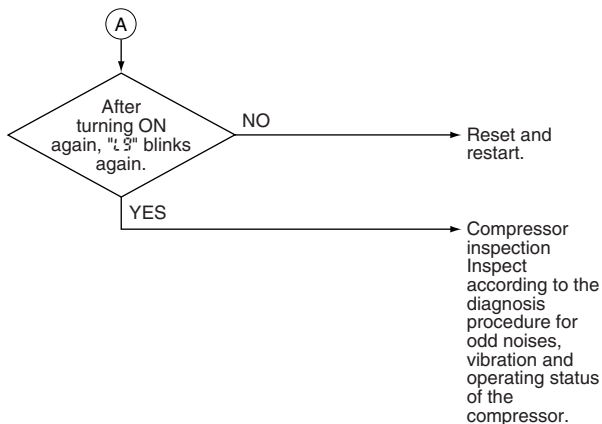 A
After
turning ON
again, "L9" blinks
again.
NO
Reset and
restart.
YES
Compressor
inspection
Inspect
according to the
diagnosis
procedure for
odd noises,
vibration and
operating status
of the
compressor.